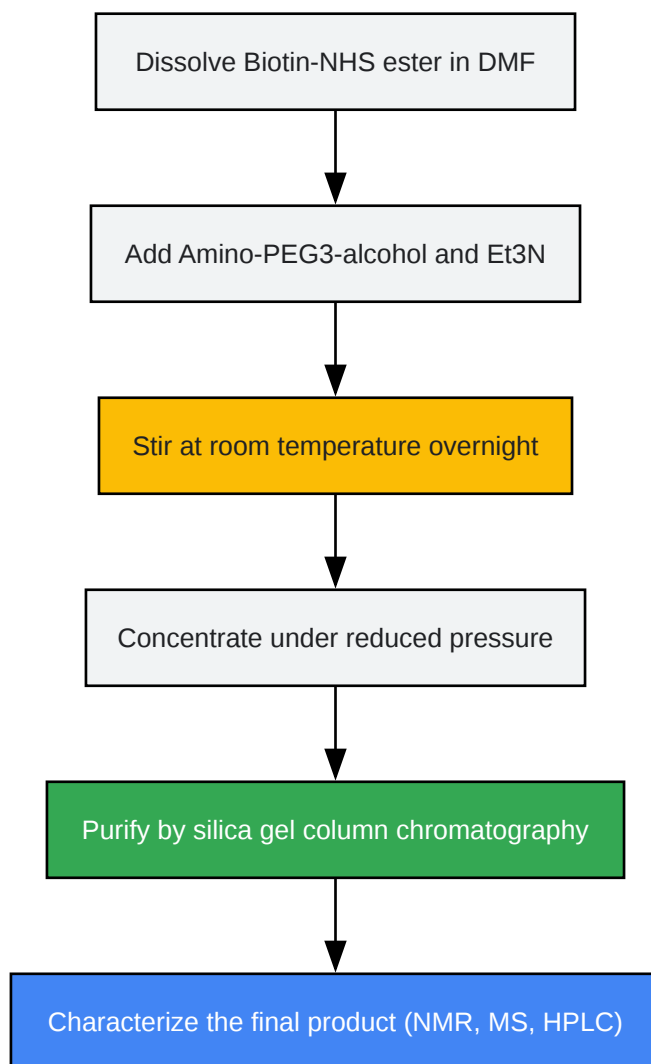 Dissolve Biotin-NHS ester in DMF
Add Amino-PEG3-alcohol and Et3N
Stir at room temperature overnight
Concentrate under reduced pressure
Purify by silica gel column chromatography
Characterize the final product (NMR, MS, HPLC)